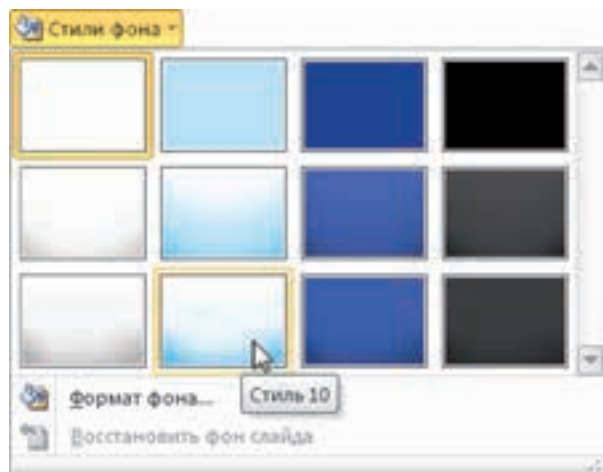 Стили фона
Стиль 10
Формат фона...
Восстановить фон слайда